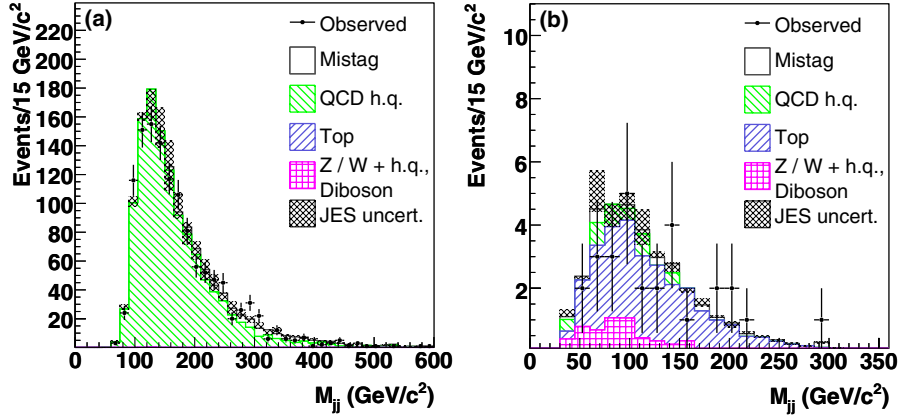 (a)
Events/15 GeV/c²
220
200
180
160
140
120
100
80
60
40
20
Observed
Mistag
QCD h.q.
Top
Z / W + h.q.,
Diboson
JES uncert.
0 100 200 300 400 500 600
M_jj (GeV/c²)
(b)
Events/15 GeV/c²
10
8
6
4
2
Observed
Mistag
QCD h.q.
Top
Z / W + h.q.,
Diboson
JES uncert.
0 50 100 150 200 250 300 350
M_jj (GeV/c²)